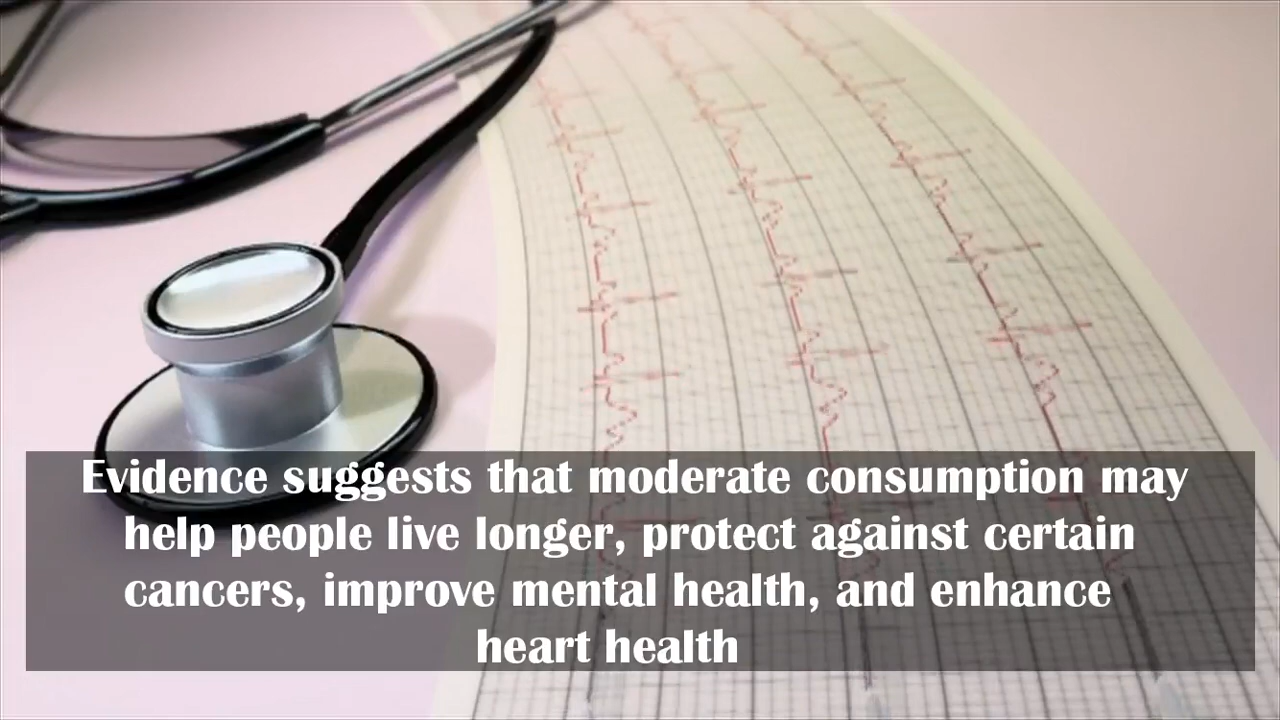 Evidence suggests that moderate consumption may
help people live longer, protect against certain
cancers, improve mental health, and enhance
heart health